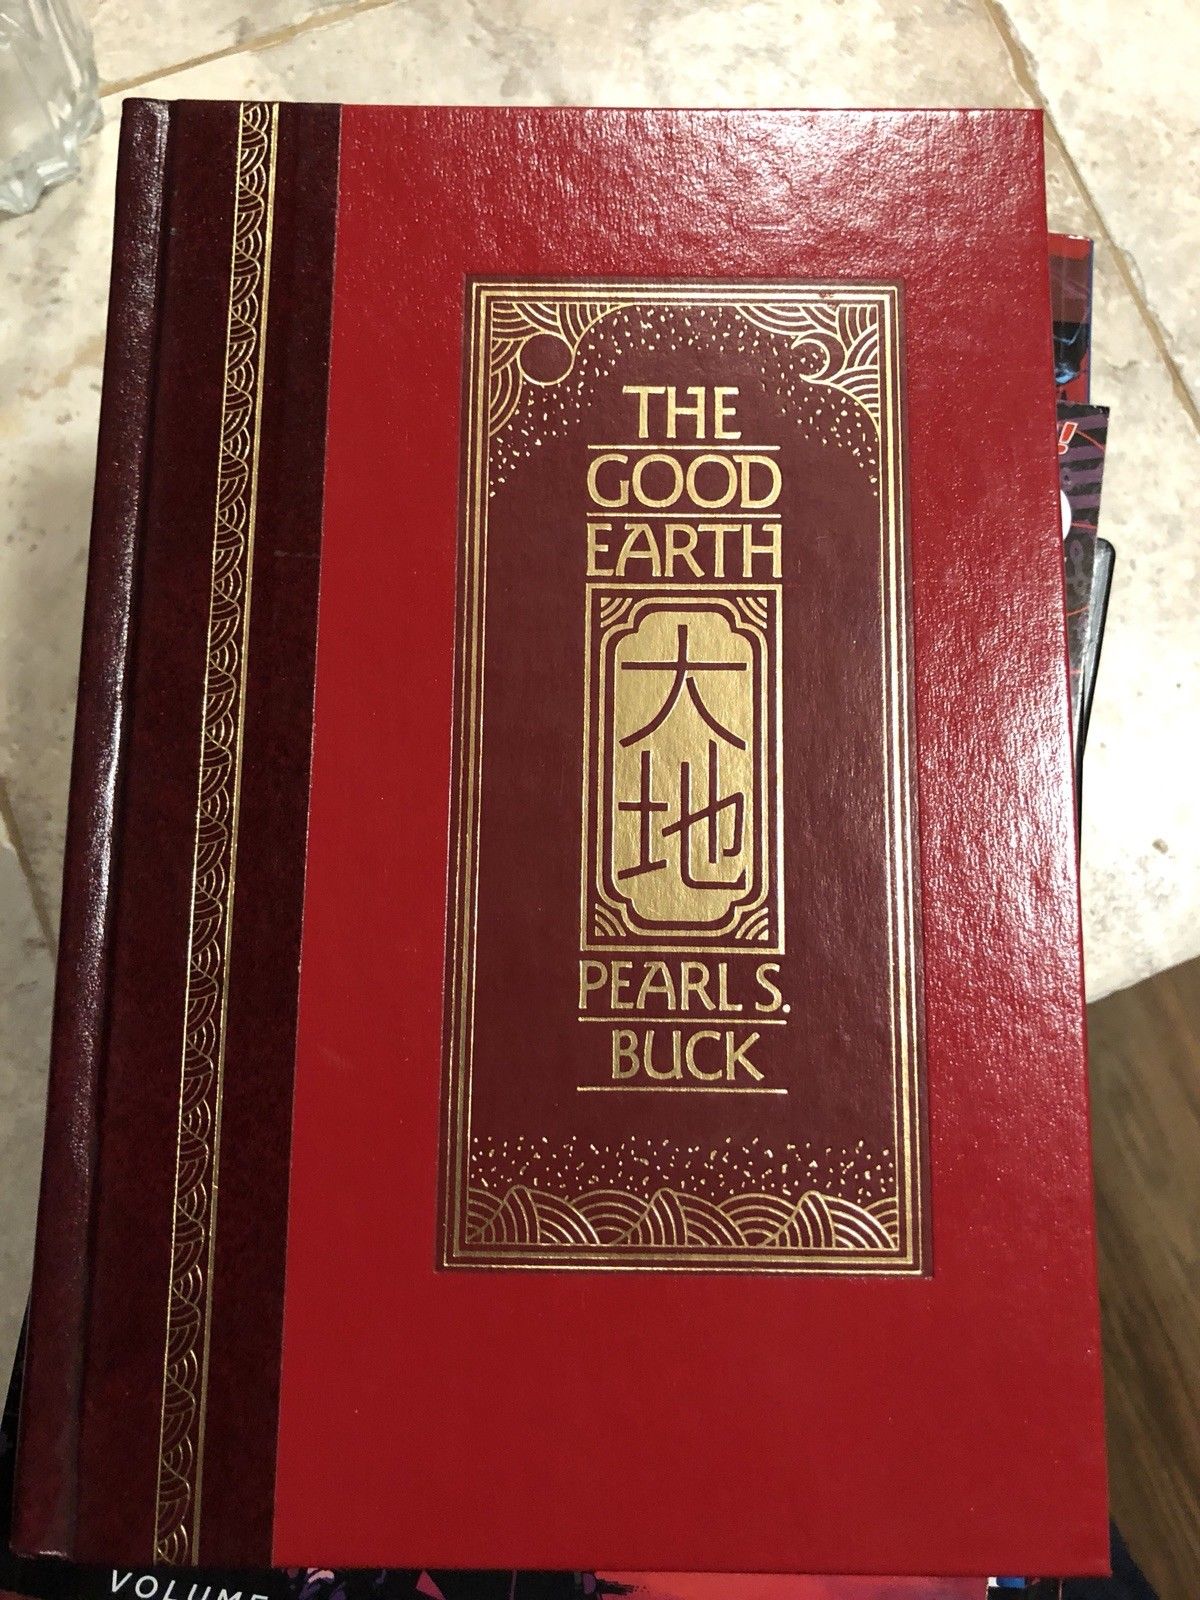 THE
GOOD
EARTH
大
地
PEARL S.
BUCK
!
VOLUME